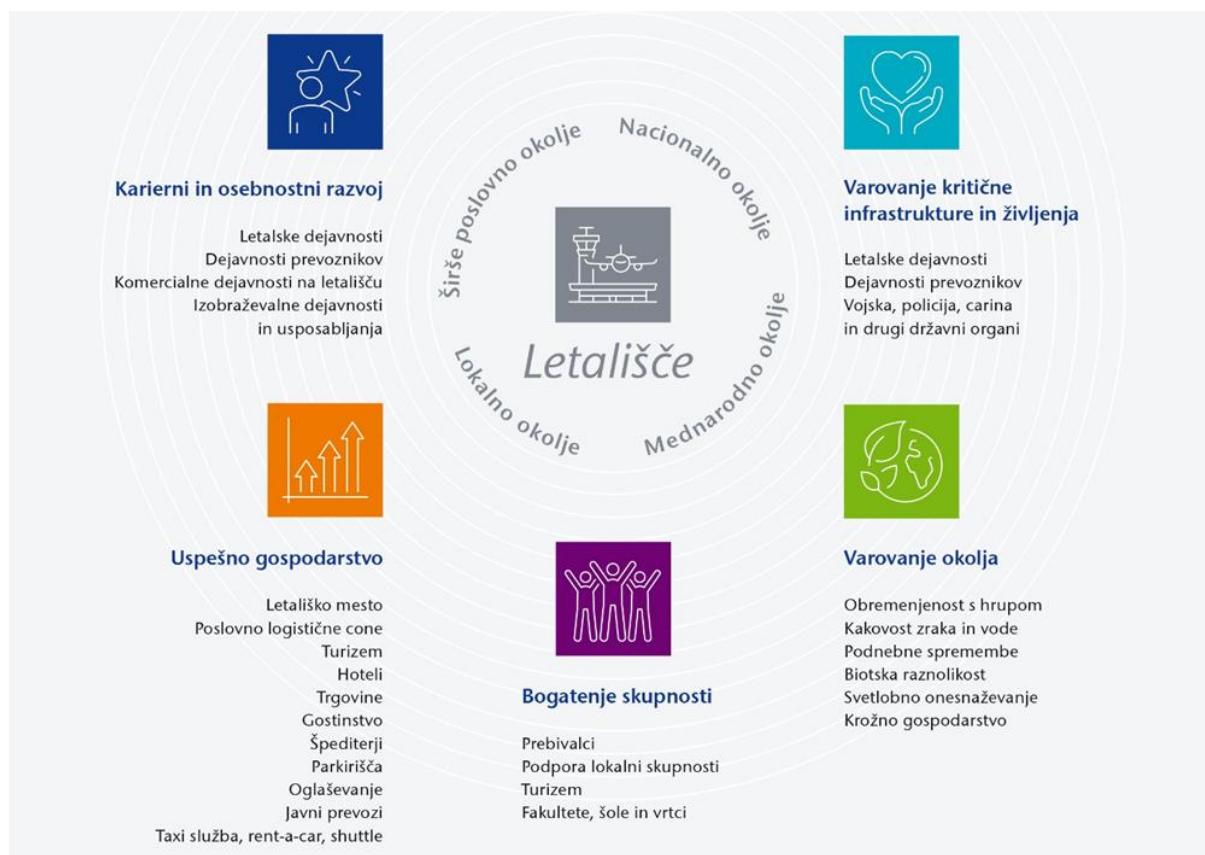 Širše poslovno okolje
Nacionalno okolje
Lokalno okolje
Mednarodno okolje
Letališče
Karierni in osebnostni razvoj
Letalske dejavnosti
Dejavnosti prevoznikov
Komercialne dejavnosti na letališču
Izobraževalne dejavnosti
in usposabljanja
Varovanje kritične
infrastrukture in življenja
Letalske dejavnosti
Dejavnosti prevoznikov
Vojska, policija, carina
in drugi državni organi
Uspešno gospodarstvo
Letališko mesto
Poslovno logistične cone
Turizem
Hoteli
Trgovine
Gostinstvo
Špediterji
Parkirišča
Oglaševanje
Javni prevozi
Taxi služba, rent-a-car, shuttle
Bogatenje skupnosti
Prebivalci
Podpora lokalni skupnosti
Turizem
Fakultete, šole in vrtci
Varovanje okolja
Obremenjenost s hrupom
Kakovost zraka in vode
Podnebne spremembe
Biotska raznolikost
Svetlobno onesnaževanje
Krožno gospodarstvo